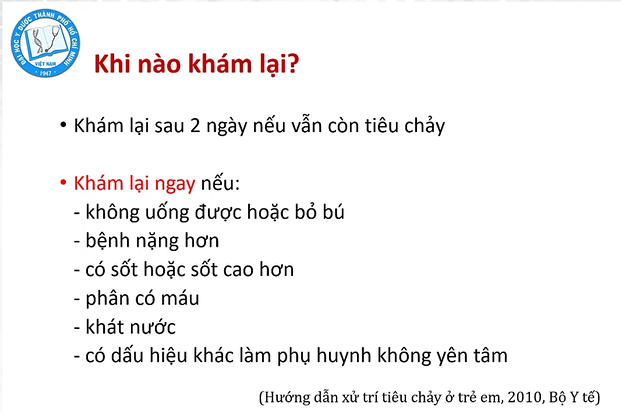 ĐẠI HỌC Y DƯỢC THÀNH PHỐ HỒ CHÍ MINH
VIỆT NAM
1947
Khi nào khám lại?
• Khám lại sau 2 ngày nếu vẫn còn tiêu chảy
• Khám lại ngay nếu:
- không uống được hoặc bỏ bú
- bệnh nặng hơn
- có sốt hoặc sốt cao hơn
- phân có máu
- khát nước
- có dấu hiệu khác làm phụ huynh không yên tâm
(Hướng dẫn xử trí tiêu chảy ở trẻ em, 2010, Bộ Y tế)